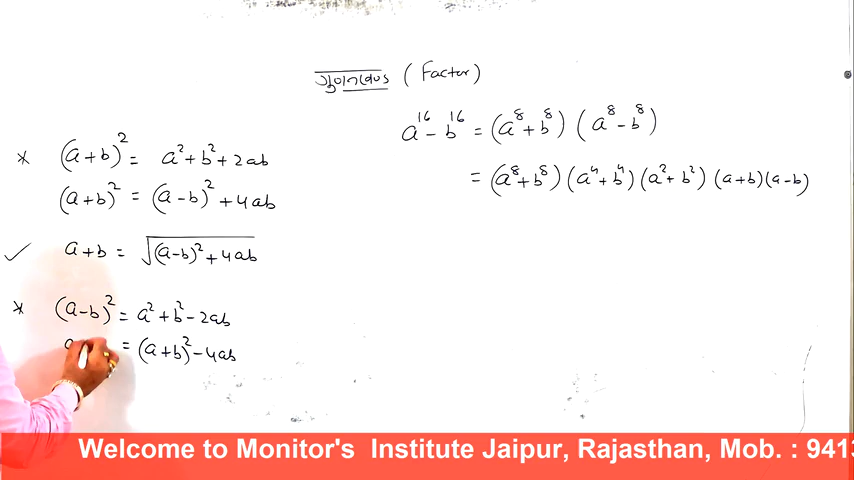 गुणनखण्ड (Factor)
a¹⁶ - b¹⁶ = (a⁸ + b⁸) (a⁸ - b⁸)
= (a⁸ + b⁸) (a⁴ + b⁴) (a² + b²) (a + b) (a - b)
* (a + b)² = a² + b² + 2ab
(a + b)² = (a - b)² + 4ab
✓ a + b = √((a - b)² + 4ab)
* (a - b)² = a² + b² - 2ab
= (a + b)² - 4ab
Welcome to Monitor's Institute Jaipur, Rajasthan, Mob. : 941